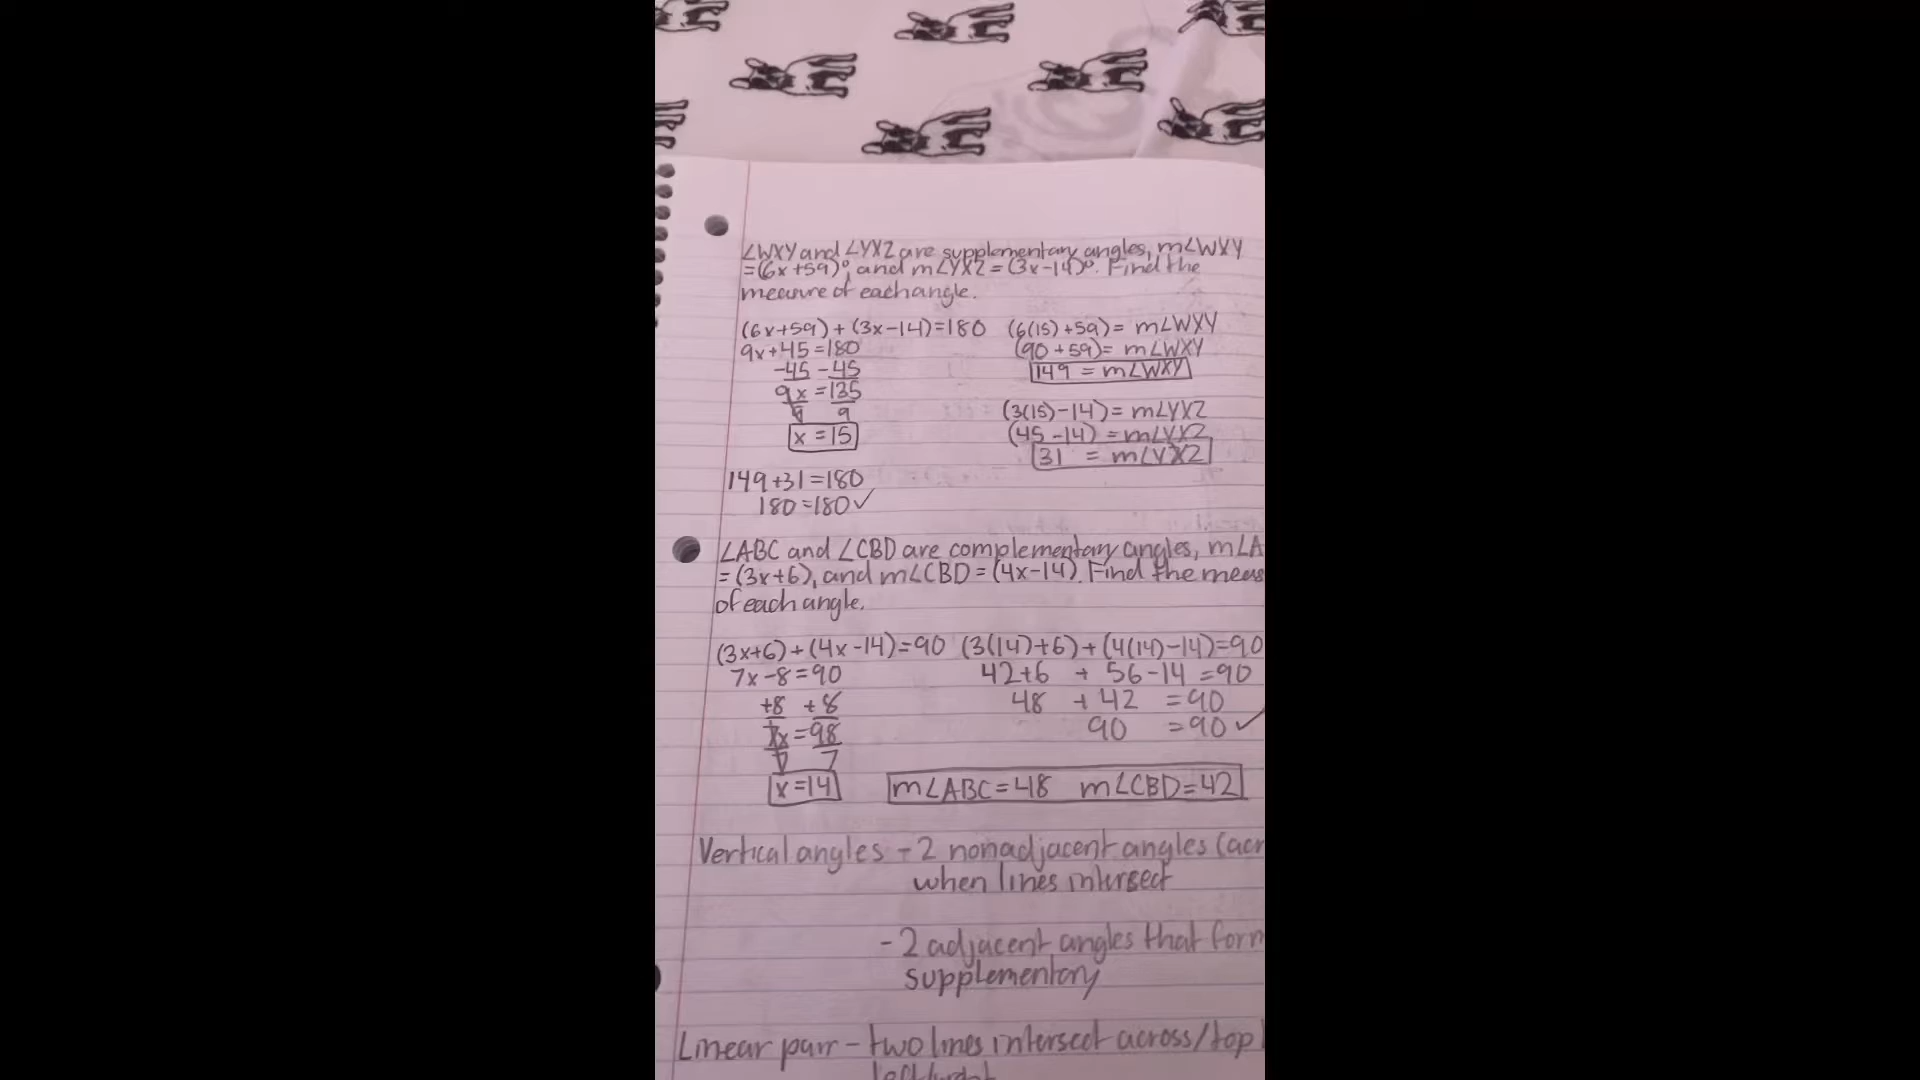 ∠WXY and ∠YXZ are supplementary angles, m∠WXY
=(6x+59)°, and m∠YXZ=(3x-14)°. Find the
measure of each angle.
(6x+59)+(3x-14)=180
9x+45=180
-45 -45
9x=135
9 9
x=15
(6(15)+59)= m∠WXY
(90+59)= m∠WXY
149 = m∠WXY
(3(15)-14)= m∠YXZ
(45-14) = m∠YXZ
31 = m∠YXZ
149+31=180
180=180✓
∠ABC and ∠CBD are complementary angles, m∠A
=(3x+6), and m∠CBD=(4x-14). Find the meas
of each angle.
(3x+6)+(4x-14)=90
7x-8=90
+8 +8
7x=98
7 7
x=14
(3(14)+6)+(4(14)-14)=90
42+6 + 56-14 =90
48 + 42 =90
90 =90✓
m∠ABC=48 m∠CBD=42
Vertical angles - 2 nonadjacent angles (acr
when lines intersect
- 2 adjacent angles that form
supplementary
Linear pair - two lines intersect across/top